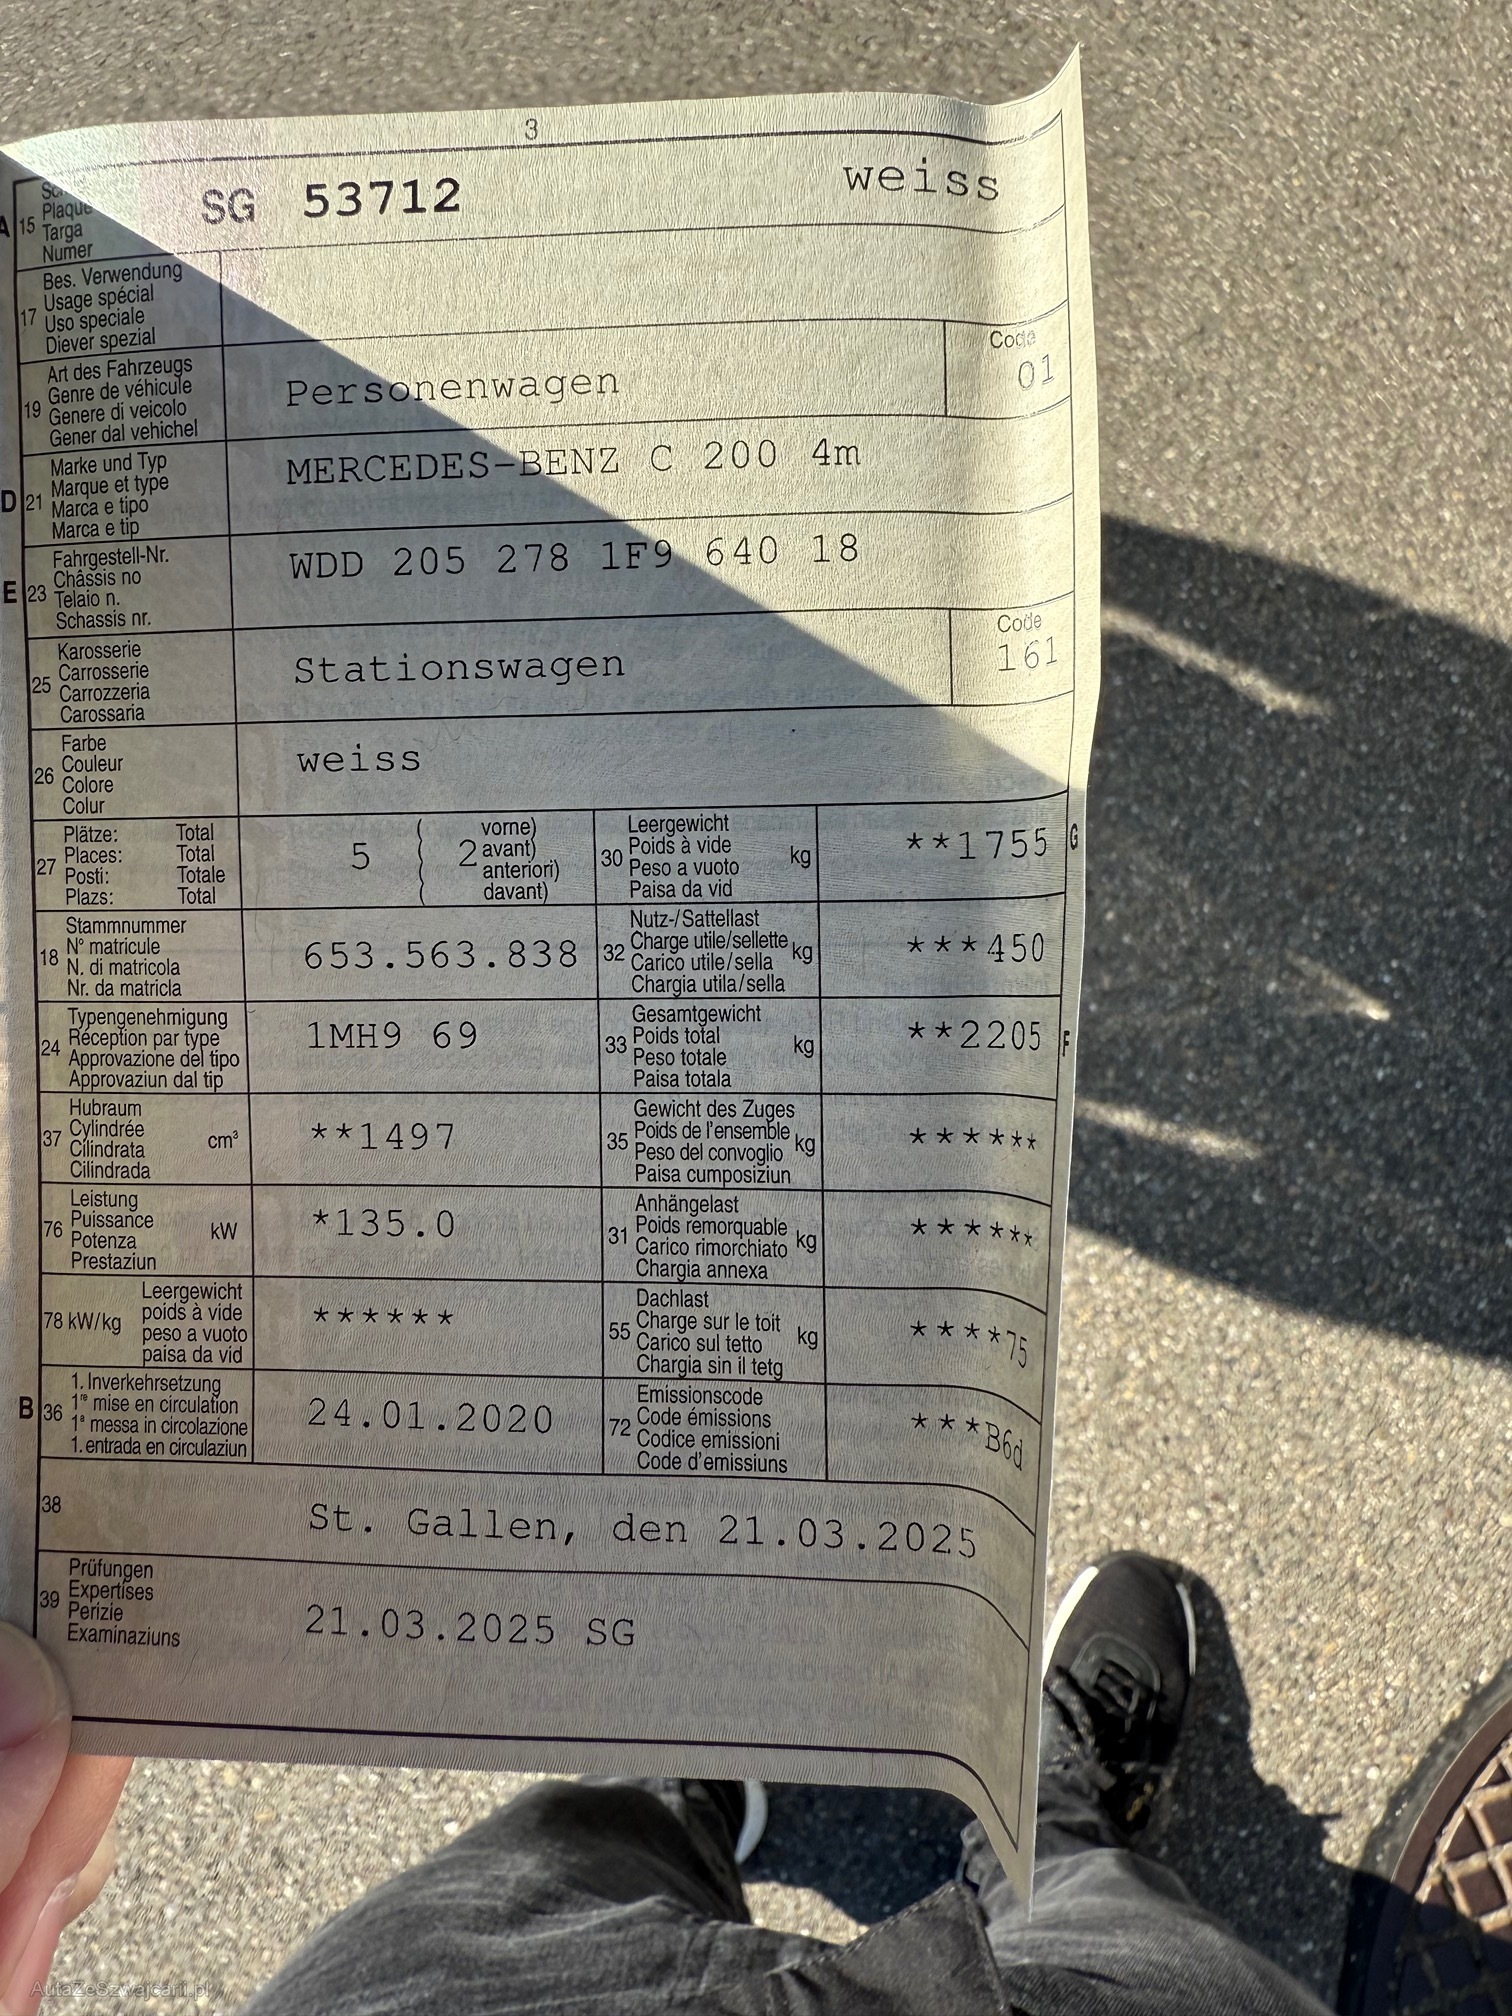 3
A 15 Plaque
Targa
Numer
SG 53712 weiss
17 Bes. Verwendung
Usage spécial
Uso speciale
Diever spezial
19 Art des Fahrzeugs
Genre de véhicule
Genere di veicolo
Gener dal vehichel
Personenwagen
Code
01
D 21 Marke und Typ
Marque et type
Marca e tipo
Marca e tip
MERCEDES-BENZ C 200 4m
E 23 Fahrgestell-Nr.
Châssis no
Telaio n.
Schassis nr.
WDD 205 278 1F9 640 18
25 Karosserie
Carrosserie
Carrozzeria
Carossaria
Stationswagen
Code
161
26 Farbe
Couleur
Colore
Colur
weiss
27 Plätze: Total
Places: Total
Posti: Totale
Plazs: Total
5 ( 2 vorne)
avant)
anteriori)
davant)
30 Leergewicht
Poids à vide kg
Peso a vuoto
Paisa da vid
**1755 G
18 Stammnummer
N° matricule
N. di matricola
Nr. da matricla
653.563.838
32 Nutz-/Sattellast
Charge utile/sellette kg
Carico utile/sella
Chargia utila/sella
***450
24 Typengenehmigung
Réception par type
Approvazione del tipo
Approvaziun dal tip
1MH9 69
33 Gesamtgewicht
Poids total kg
Peso totale
Paisa totala
**2205 F
37 Hubraum
Cylindrée cm³
Cilindrata
Cilindrada
**1497
35 Gewicht des Zuges
Poids de l'ensemble kg
Peso del convoglio
Paisa cumposiziun
******
76 Leistung
Puissance kW
Potenza
Prestaziun
*135.0
31 Anhängelast
Poids remorquable kg
Carico rimorchiato
Chargia annexa
******
78 kW/kg Leergewicht
poids à vide
peso a vuoto
paisa da vid
******
55 Dachlast
Charge sur le toit kg
Carico sul tetto
Chargia sin il tetg
****75
B 36 1. Inverkehrsetzung
1re mise en circulation
1a messa in circolazione
1. entrada en circulaziun
24.01.2020
72 Emissionscode
Code émissions
Codice emissioni
Code d'emissiuns
***B6d
38 St. Gallen, den 21.03.2025
39 Prüfungen
Expertises
Perizie
Examinaziuns
21.03.2025 SG
AutaZeSzwajcarii.pl